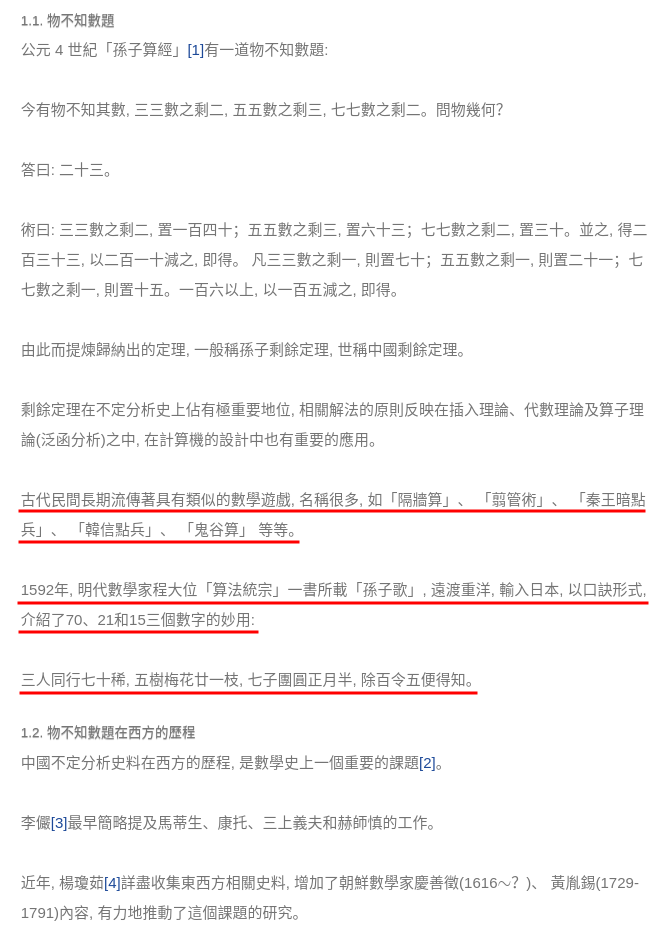 1.1. 物不知數題
公元 4 世紀「孫子算經」[1]有一道物不知數題:
今有物不知其數, 三三數之剩二, 五五數之剩三, 七七數之剩二。問物幾何?
答曰: 二十三。
術曰: 三三數之剩二, 置一百四十；五五數之剩三, 置六十三；七七數之剩二, 置三十。並之, 得二
百三十三, 以二百一十減之, 即得。 凡三三數之剩一, 則置七十；五五數之剩一, 則置二十一；七
七數之剩一, 則置十五。一百六以上, 以一百五減之, 即得。
由此而提煉歸納出的定理, 一般稱孫子剩餘定理, 世稱中國剩餘定理。
剩餘定理在不定分析史上佔有極重要地位, 相關解法的原則反映在插入理論、代數理論及算子理
論(泛函分析)之中, 在計算機的設計中也有重要的應用。
古代民間長期流傳著具有類似的數學遊戲, 名稱很多, 如「隔牆算」、 「翦管術」、 「秦王暗點
兵」、 「韓信點兵」、 「鬼谷算」 等等。
1592年, 明代數學家程大位「算法統宗」一書所載「孫子歌」, 遠渡重洋, 輸入日本, 以口訣形式,
介紹了70、21和15三個數字的妙用:
三人同行七十稀, 五樹梅花廿一枝, 七子團圓正月半, 除百令五便得知。
1.2. 物不知數題在西方的歷程
中國不定分析史料在西方的歷程, 是數學史上一個重要的課題[2]。
李儼[3]最早簡略提及馬蒂生、康托、三上義夫和赫師慎的工作。
近年, 楊瓊茹[4]詳盡收集東西方相關史料, 增加了朝鮮數學家慶善徵(1616～? )、 黃胤錫(1729-
1791)內容, 有力地推動了這個課題的研究。